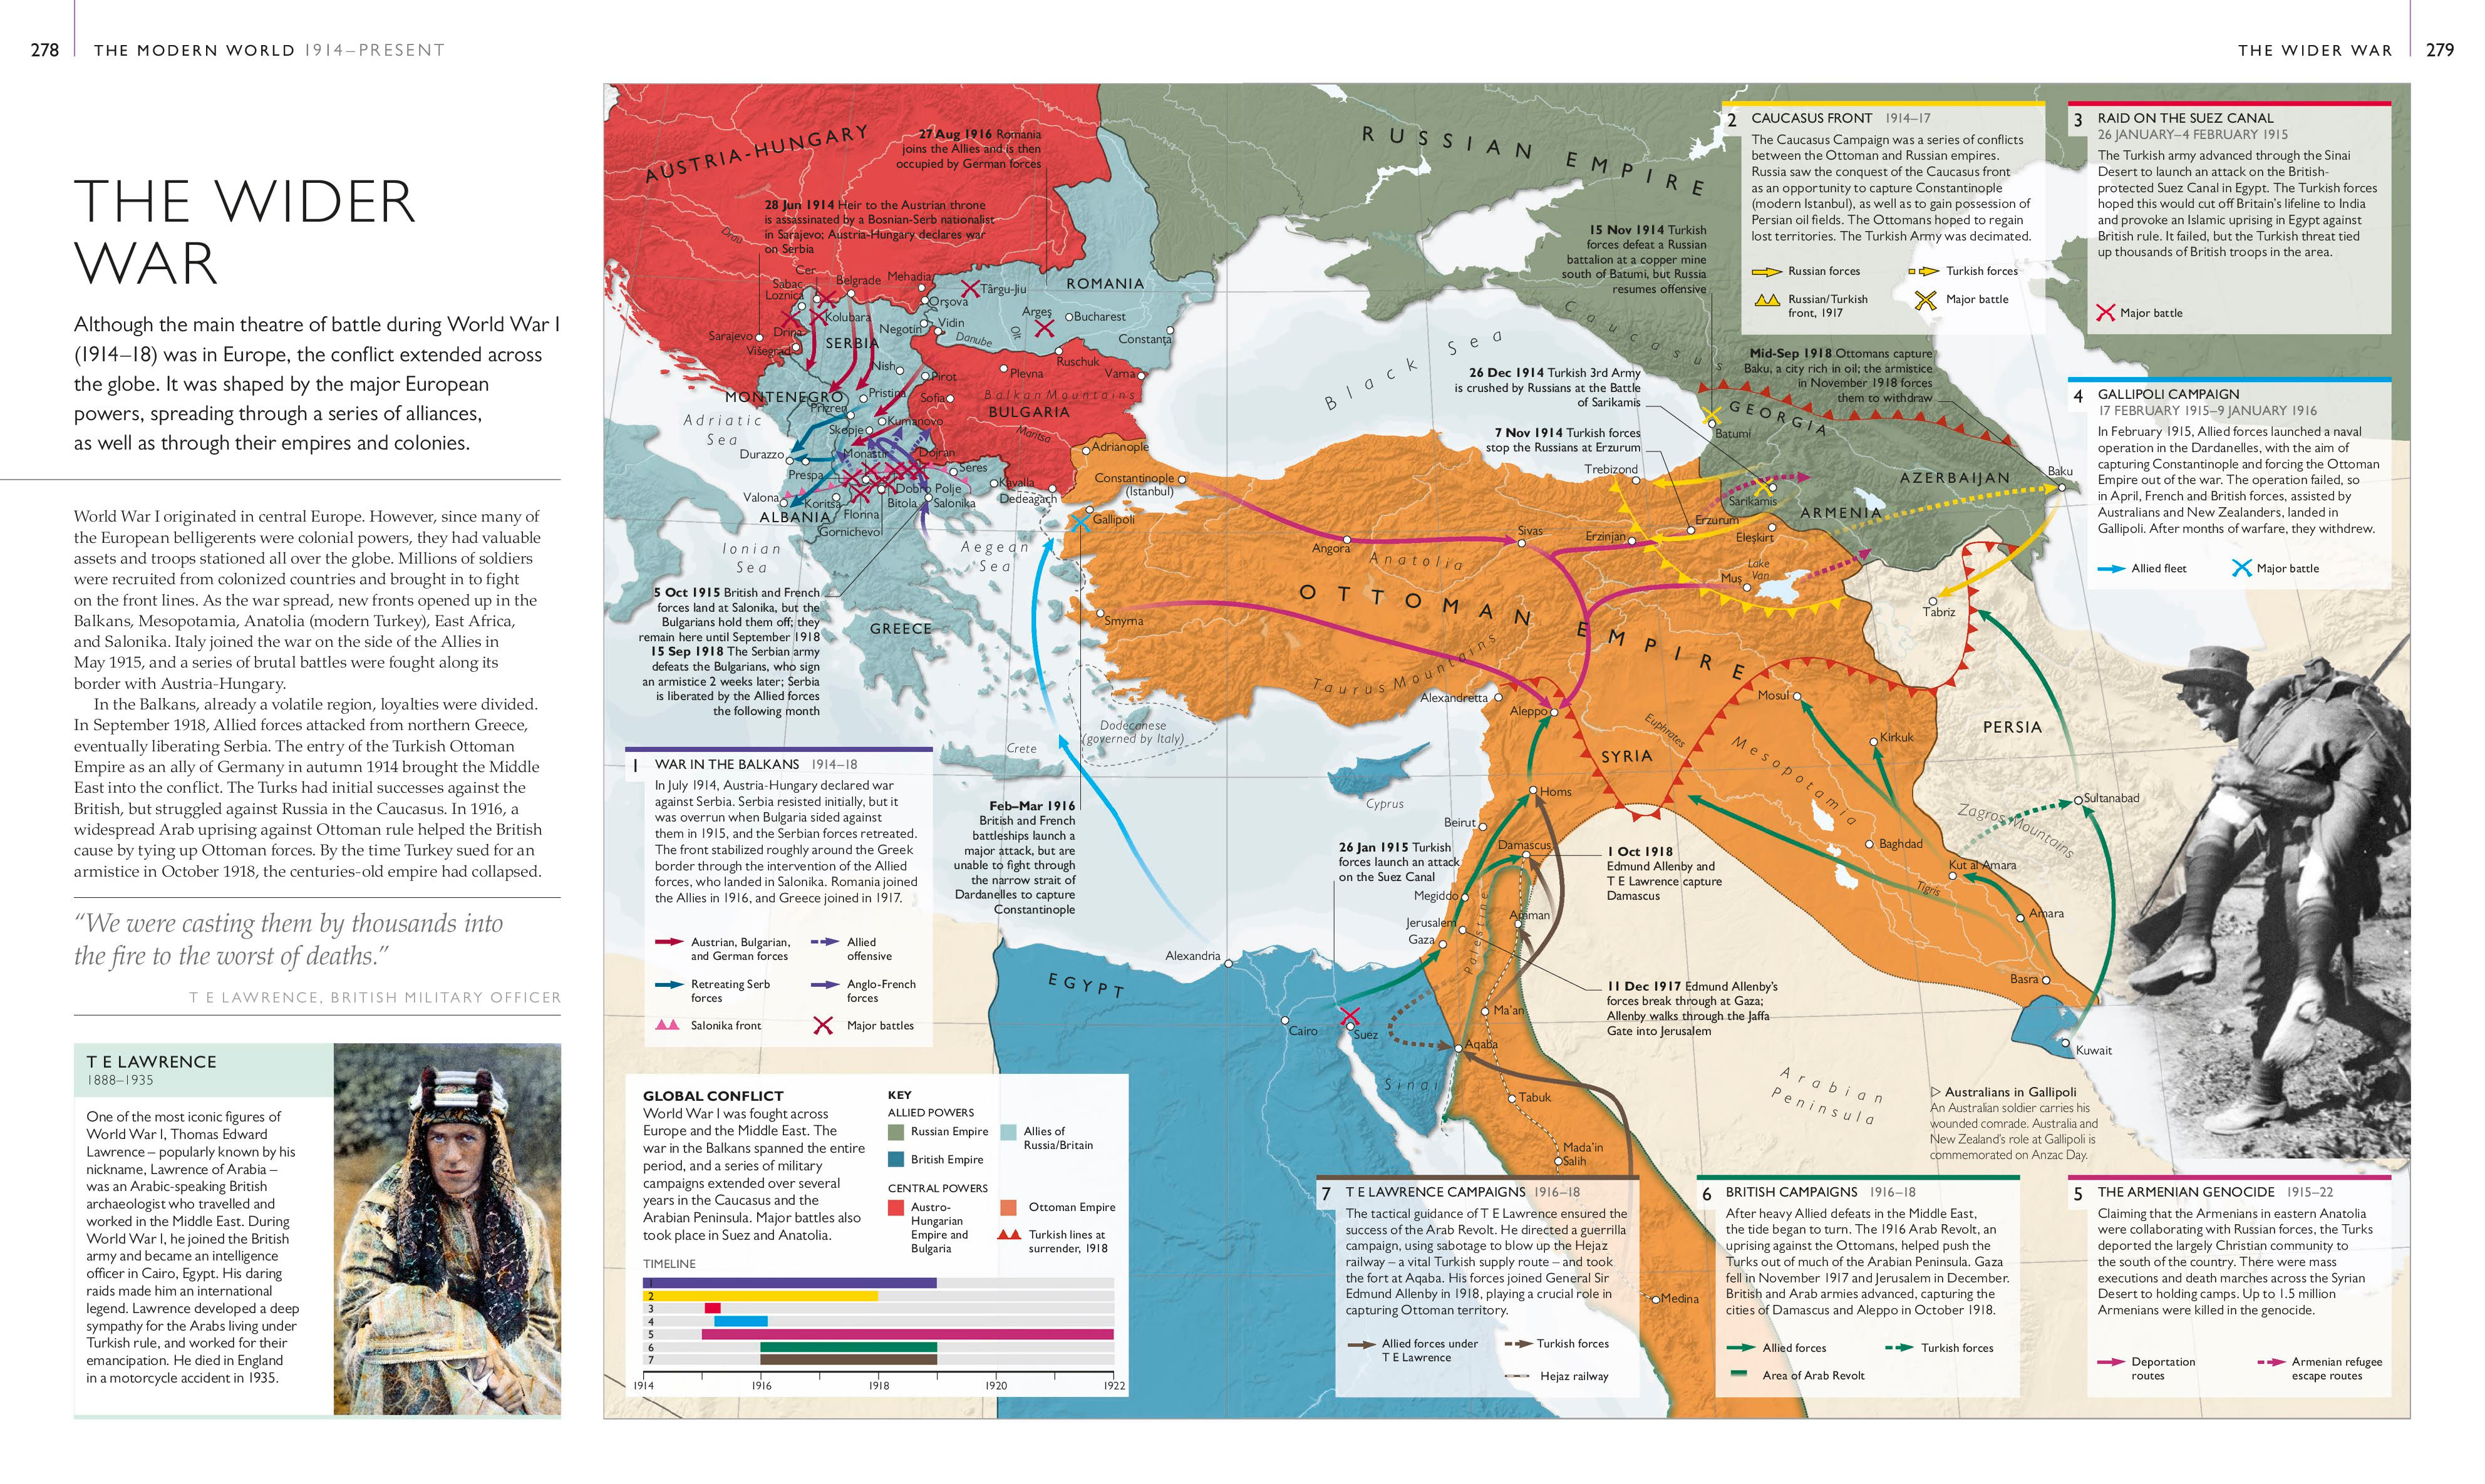 278
THE MODERN WORLD 1914–PRESENT
THE WIDER WAR
279
THE WIDER
WAR
Although the main theatre of battle during World War I
(1914–18) was in Europe, the conflict extended across
the globe. It was shaped by the major European
powers, spreading through a series of alliances,
as well as through their empires and colonies.
World War I originated in central Europe. However, since many of
the European belligerents were colonial powers, they had valuable
assets and troops stationed all over the globe. Millions of soldiers
were recruited from colonized countries and brought in to fight
on the front lines. As the war spread, new fronts opened up in the
Balkans, Mesopotamia, Anatolia (modern Turkey), East Africa,
and Salonika. Italy joined the war on the side of the Allies in
May 1915, and a series of brutal battles were fought along its
border with Austria-Hungary.
In the Balkans, already a volatile region, loyalties were divided.
In September 1918, Allied forces attacked from northern Greece,
eventually liberating Serbia. The entry of the Turkish Ottoman
Empire as an ally of Germany in autumn 1914 brought the Middle
East into the conflict. The Turks had initial successes against the
British, but struggled against Russia in the Caucasus. In 1916, a
widespread Arab uprising against Ottoman rule helped the British
cause by tying up Ottoman forces. By the time Turkey sued for an
armistice in October 1918, the centuries-old empire had collapsed.
“We were casting them by thousands into
the fire to the worst of deaths.”
T E LAWRENCE, BRITISH MILITARY OFFICER
T E LAWRENCE
1888–1935
One of the most iconic figures of
World War I, Thomas Edward
Lawrence – popularly known by his
nickname, Lawrence of Arabia –
was an Arabic-speaking British
archaeologist who travelled and
worked in the Middle East. During
World War I, he joined the British
army and became an intelligence
officer in Cairo, Egypt. His daring
raids made him an international
legend. Lawrence developed a deep
sympathy for the Arabs living under
Turkish rule, and worked for their
emancipation. He died in England
in a motorcycle accident in 1935.
AUSTRIA-HUNGARY
27 Aug 1916 Romania
joins the Allies and is then
occupied by German forces
28 Jun 1914 Heir to the Austrian throne
is assassinated by a Bosnian-Serb nationalist
in Sarajevo; Austria-Hungary declares war
on Serbia
Drau
RUSSIAN EMPIRE
Cer
Sabac
Loznica
Belgrade
Mehadia
Orşova
Târgu-Jiu
ROMANIA
Kolubara
Negotin
Vidin
Argeş
Bucharest
Sarajevo
Drina
Višegrad
SERBIA
Danube
Olt
Constanţa
Ruschuk
Nish
Pirot
Plevna
Varna
MONTENEGRO
Pristina
Prizren
Sofia
Balkan Mountains
BULGARIA
Adriatic
Sea
Skopje
Kumanovo
Maritsa
Adrianople
Durazzo
Monastir
Dojran
Prespa
Seres
Valona
Koritsa
Dobro Polje
Kavalla
Dedeagach
Constantinople
(Istanbul)
ALBANIA
Florina
Bitola
Salonika
Gornichevo
Gallipoli
Ionian
Sea
Aegean
Sea
GREECE
5 Oct 1915 British and French
forces land at Salonika, but the
Bulgarians hold them off; they
remain here until September 1918
15 Sep 1918 The Serbian army
defeats the Bulgarians, who sign
an armistice 2 weeks later; Serbia
is liberated by the Allied forces
the following month
Smyrna
Crete
Dodecanese
(governed by Italy)
Feb–Mar 1916
British and French
battleships launch a
major attack, but are
unable to fight through
the narrow strait of
Dardanelles to capture
Constantinople
1 WAR IN THE BALKANS 1914–18
In July 1914, Austria-Hungary declared war
against Serbia. Serbia resisted initially, but it
was overrun when Bulgaria sided against
them in 1915, and the Serbian forces retreated.
The front stabilized roughly around the Greek
border through the intervention of the Allied
forces, who landed in Salonika. Romania joined
the Allies in 1916, and Greece joined in 1917.
Austrian, Bulgarian,
and German forces
Allied
offensive
Retreating Serb
forces
Anglo-French
forces
Salonika front
Major battles
GLOBAL CONFLICT
World War I was fought across
Europe and the Middle East. The
war in the Balkans spanned the entire
period, and a series of military
campaigns extended over several
years in the Caucasus and the
Arabian Peninsula. Major battles also
took place in Suez and Anatolia.
KEY
ALLIED POWERS
Russian Empire
Allies of
Russia/Britain
British Empire
CENTRAL POWERS
Austro-
Hungarian
Empire and
Bulgaria
Ottoman Empire
Turkish lines at
surrender, 1918
TIMELINE
1
2
3
4
5
6
7
1914
1916
1918
1920
1922
Black Sea
Caucasus
15 Nov 1914 Turkish
forces defeat a Russian
battalion at a copper mine
south of Batumi, but Russia
resumes offensive
26 Dec 1914 Turkish 3rd Army
is crushed by Russians at the Battle
of Sarikamis
7 Nov 1914 Turkish forces
stop the Russians at Erzurum
Mid-Sep 1918 Ottomans capture
Baku, a city rich in oil; the armistice
in November 1918 forces
them to withdraw
GEORGIA
Batumi
Trebizond
Sarikamis
AZERBAIJAN
Baku
ARMENIA
Erzurum
Eleşkirt
Erzinjan
Sivas
Angora
Anatolia
Lake
Van
Muş
Tabriz
OTTOMAN EMPIRE
Taurus Mountains
Alexandretta
Aleppo
Mosul
Kirkuk
PERSIA
SYRIA
Euphrates
Mesopotamia
Cyprus
Homs
Sultanabad
Zagros Mountains
Beirut
Damascus
Baghdad
Kut al Amara
Tigris
Amara
Basra
Kuwait
26 Jan 1915 Turkish
forces launch an attack
on the Suez Canal
1 Oct 1918
Edmund Allenby and
T E Lawrence capture
Damascus
Megiddo
Jerusalem
Gaza
Amman
Palestine
11 Dec 1917 Edmund Allenby’s
forces break through at Gaza;
Allenby walks through the Jaffa
Gate into Jerusalem
Alexandria
EGYPT
Cairo
Suez
Ma’an
Aqaba
Sinai
Tabuk
Mada’in
Salih
Medina
Arabian
Peninsula
2 CAUCASUS FRONT 1914–17
The Caucasus Campaign was a series of conflicts
between the Ottoman and Russian empires.
Russia saw the conquest of the Caucasus front
as an opportunity to capture Constantinople
(modern Istanbul), as well as to gain possession of
Persian oil fields. The Ottomans hoped to regain
lost territories. The Turkish Army was decimated.
Russian forces
Turkish forces
Russian/Turkish
front, 1917
Major battle
3 RAID ON THE SUEZ CANAL
26 JANUARY–4 FEBRUARY 1915
The Turkish army advanced through the Sinai
Desert to launch an attack on the British-
protected Suez Canal in Egypt. The Turkish forces
hoped this would cut off Britain’s lifeline to India
and provoke an Islamic uprising in Egypt against
British rule. It failed, but the Turkish threat tied
up thousands of British troops in the area.
Major battle
4 GALLIPOLI CAMPAIGN
17 FEBRUARY 1915–9 JANUARY 1916
In February 1915, Allied forces launched a naval
operation in the Dardanelles, with the aim of
capturing Constantinople and forcing the Ottoman
Empire out of the war. The operation failed, so
in April, French and British forces, assisted by
Australians and New Zealanders, landed in
Gallipoli. After months of warfare, they withdrew.
Allied fleet
Major battle
▷ Australians in Gallipoli
An Australian soldier carries his
wounded comrade. Australia and
New Zealand’s role at Gallipoli is
commemorated on Anzac Day.
7 T E LAWRENCE CAMPAIGNS 1916–18
The tactical guidance of T E Lawrence ensured the
success of the Arab Revolt. He directed a guerrilla
campaign, using sabotage to blow up the Hejaz
railway – a vital Turkish supply route – and took
the fort at Aqaba. His forces joined General Sir
Edmund Allenby in 1918, playing a crucial role in
capturing Ottoman territory.
Allied forces under
T E Lawrence
Turkish forces
Hejaz railway
6 BRITISH CAMPAIGNS 1916–18
After heavy Allied defeats in the Middle East,
the tide began to turn. The 1916 Arab Revolt, an
uprising against the Ottomans, helped push the
Turks out of much of the Arabian Peninsula. Gaza
fell in November 1917 and Jerusalem in December.
British and Arab armies advanced, capturing the
cities of Damascus and Aleppo in October 1918.
Allied forces
Turkish forces
Area of Arab Revolt
5 THE ARMENIAN GENOCIDE 1915–22
Claiming that the Armenians in eastern Anatolia
were collaborating with Russian forces, the Turks
deported the largely Christian community to
the south of the country. There were mass
executions and death marches across the Syrian
Desert to holding camps. Up to 1.5 million
Armenians were killed in the genocide.
Deportation
routes
Armenian refugee
escape routes